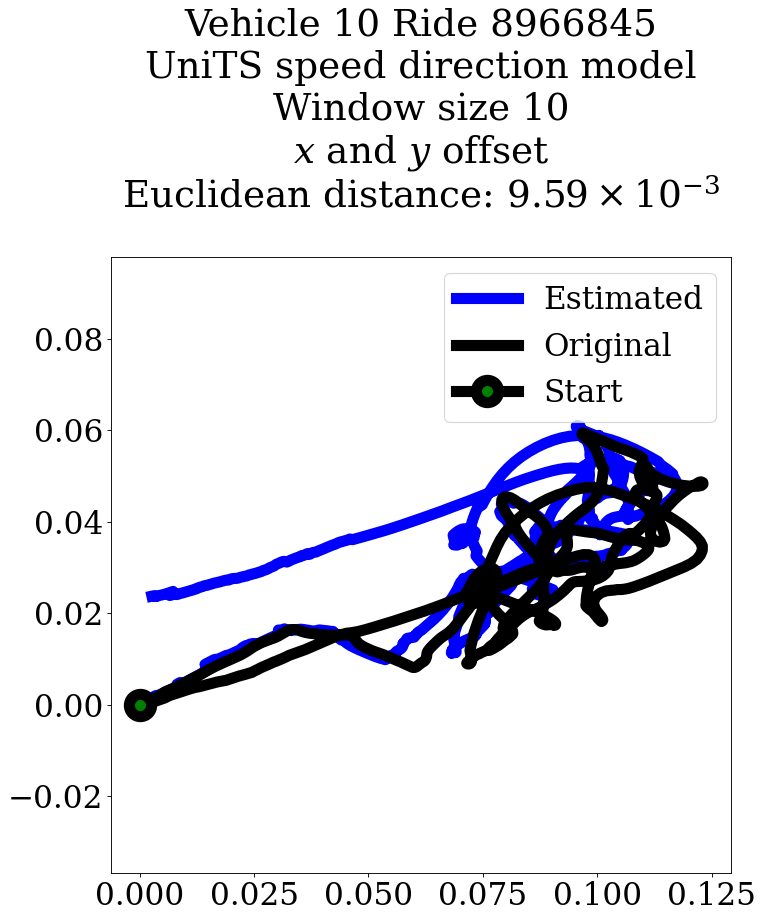 Vehicle 10 Ride 8966845
UniTS speed direction model
Window size 10
x and y offset
Euclidean distance: 9.59 × 10⁻³
Estimated
Original
Start
0.08
0.06
0.04
0.02
0.00
−0.02
0.000 0.025 0.050 0.075 0.100 0.125